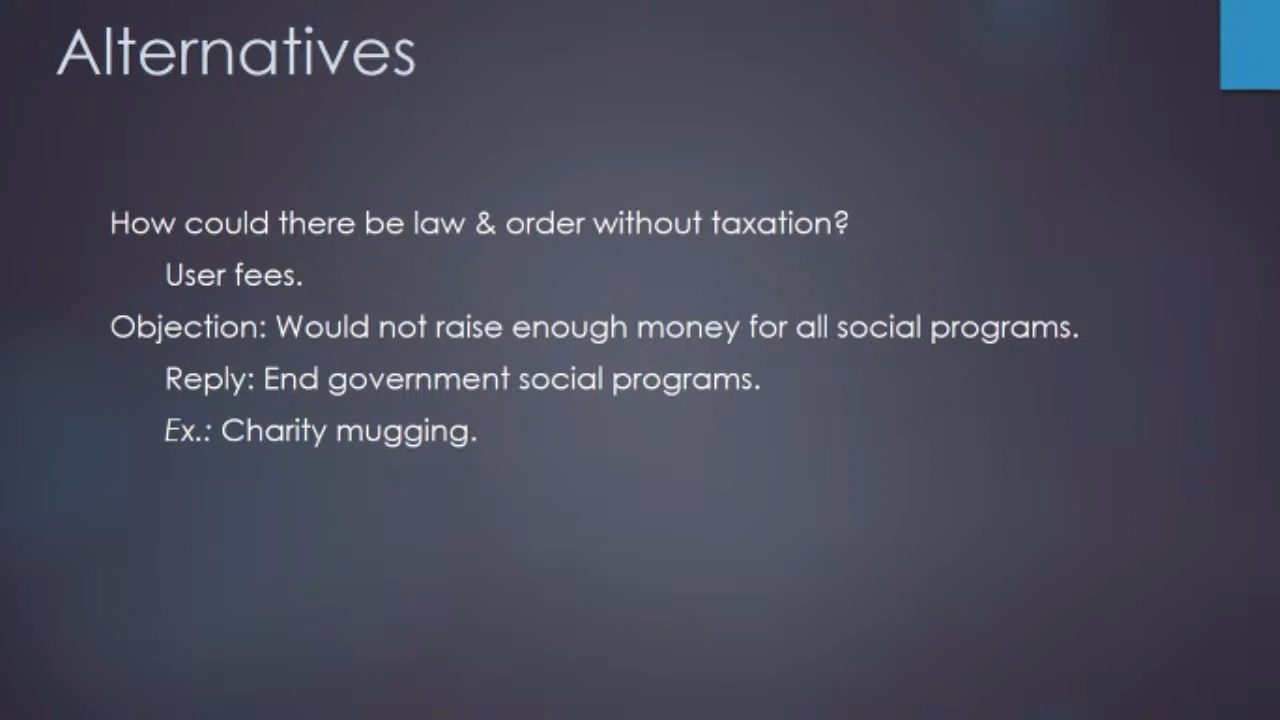 Alternatives
How could there be law & order without taxation?
User fees.
Objection: Would not raise enough money for all social programs.
Reply: End government social programs.
Ex.: Charity mugging.